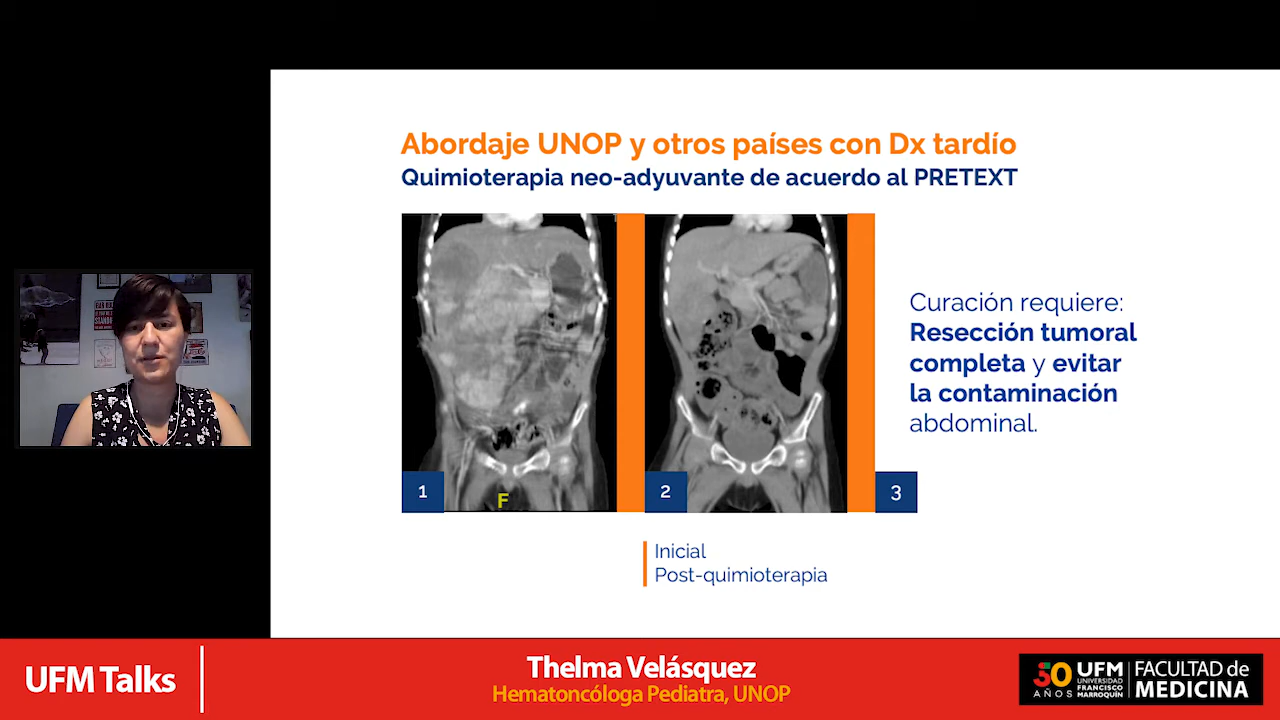 Abordaje UNOP y otros países con Dx tardío
Quimioterapia neo-adyuvante de acuerdo al PRETEXT
Curación requiere:
Resección tumoral
completa y evitar
la contaminación
abdominal.
1
F
2
3
Inicial
Post-quimioterapia
UFM Talks
Thelma Velásquez
Hematoncóloga Pediatra, UNOP
50
AÑOS
UFM
UNIVERSIDAD
FRANCISCO
MARROQUÍN
FACULTAD de
MEDICINA